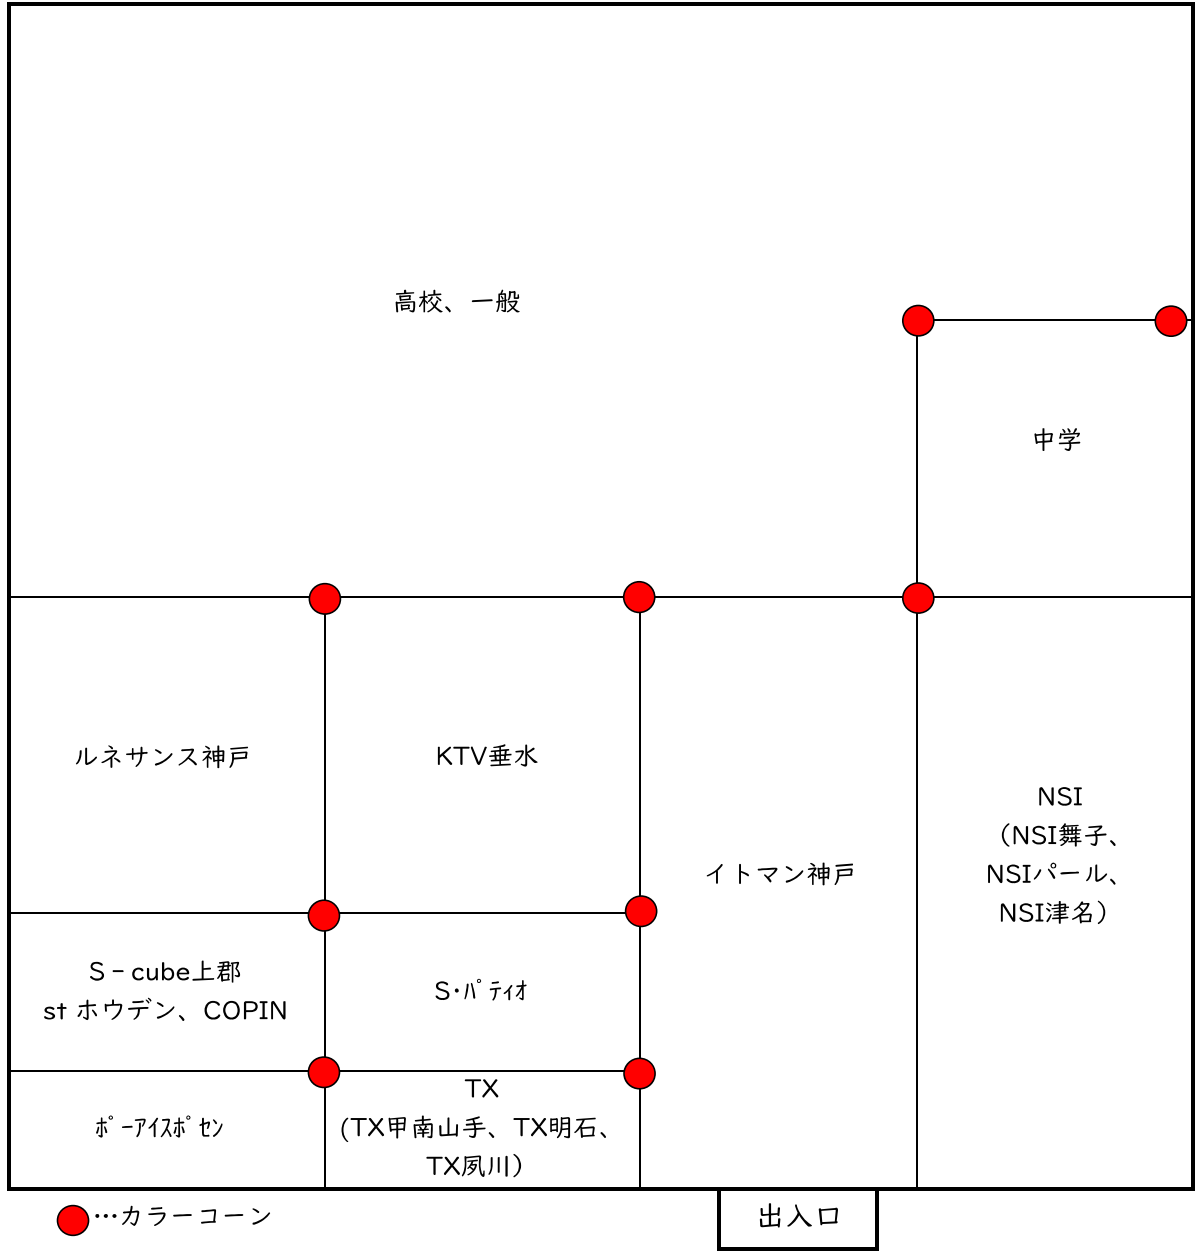 高校、一般
中学
ルネサンス神戸
KTV垂水
イトマン神戸
NSI
（NSI舞子、
NSIパール、
NSI津名）
S－cube上郡
st ホウデン、COPIN
S・ﾊﾟﾃｨｵ
ﾎﾟｰｱｲｽﾎﾟｾﾝ
TX
(TX甲南山手、TX明石、
TX夙川）
…カラーコーン
出入口